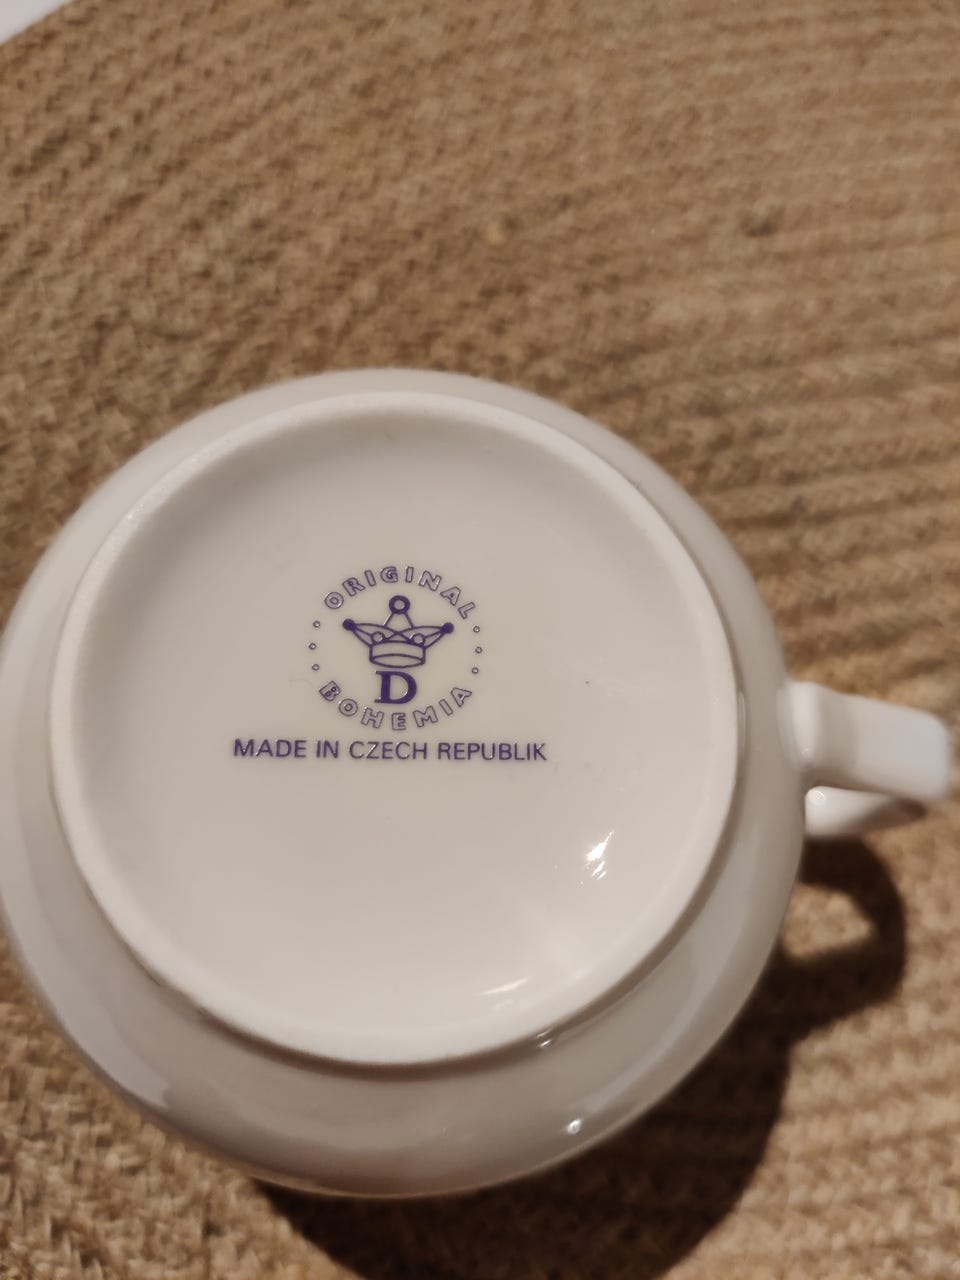 ORIGINAL
D
BOHEMIA
MADE IN CZECH REPUBLIK